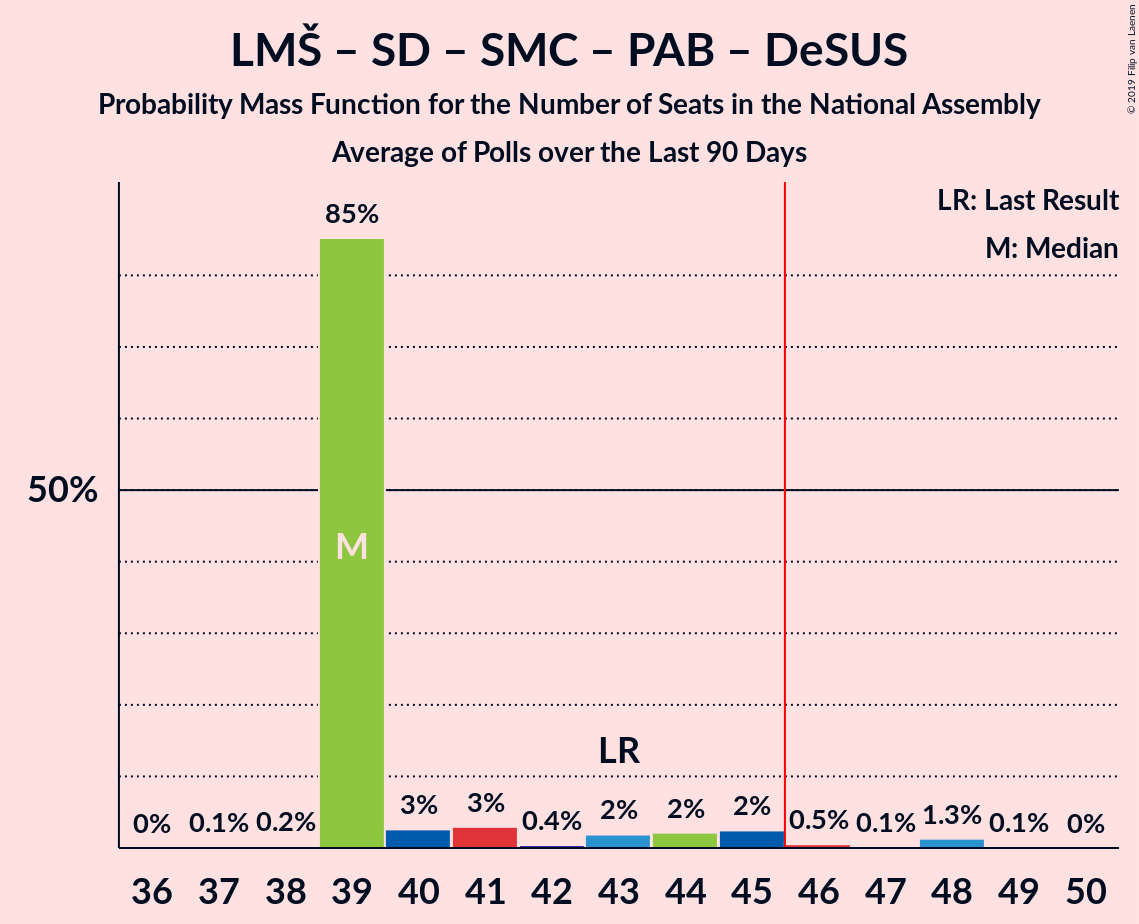 LMŠ – SD – SMC – PAB – DeSUS
Probability Mass Function for the Number of Seats in the National Assembly
Average of Polls over the Last 90 Days
© 2019 Filip van Laenen
LR: Last Result
M: Median
85%
50%
M
LR
0% 0.1% 0.2% 3% 3% 0.4% 2% 2% 2% 0.5% 0.1% 1.3% 0.1% 0%
36 37 38 39 40 41 42 43 44 45 46 47 48 49 50